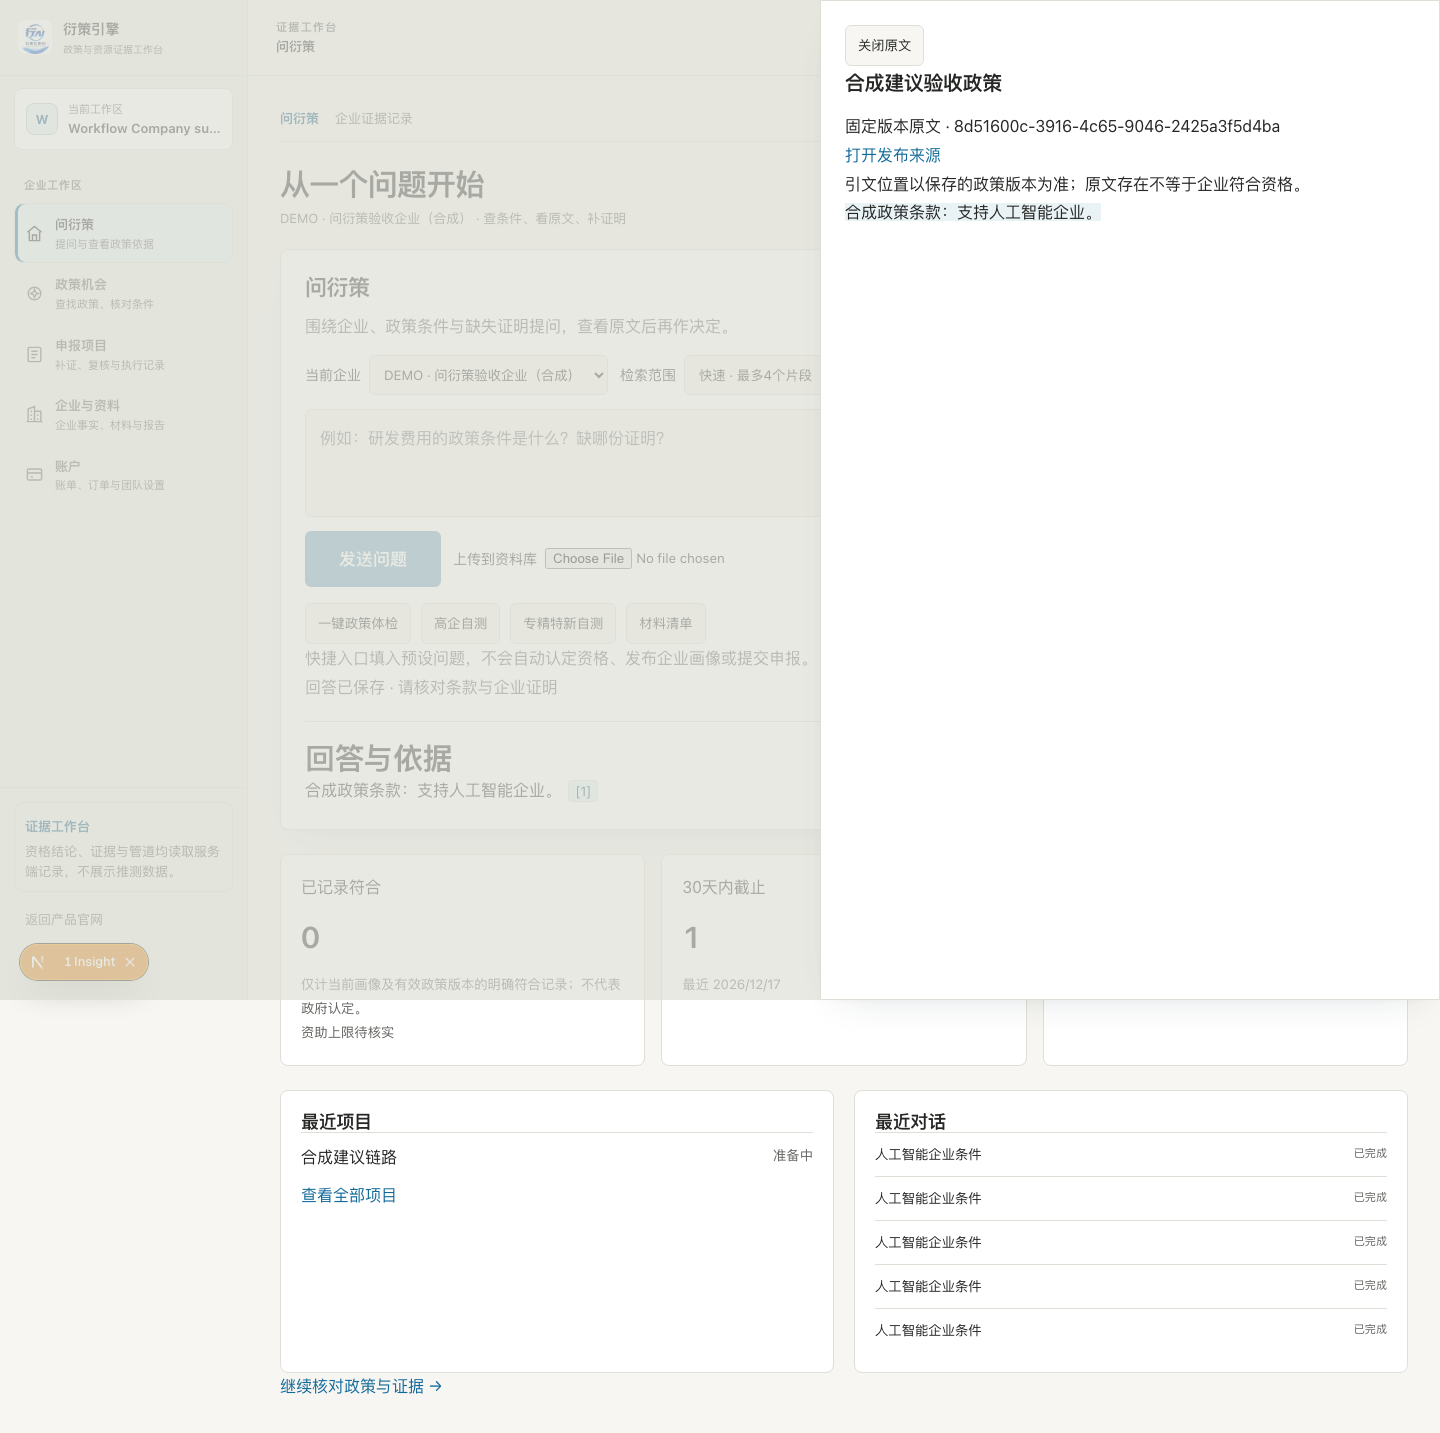 衍策引擎
政策与资源证据工作台
W
当前工作区
Workflow Company su...
企业工作区
问衍策
提问与查看政策依据
政策机会
查找政策、核对条件
申报项目
补证、复核与执行记录
企业与资料
企业事实、材料与报告
账户
账单、订单与团队设置
证据工作台
资格结论、证据与管道均读取服务
端记录，不展示推测数据。
返回产品官网
1 Insight
证据工作台
问衍策
问衍策 企业证据记录
从一个问题开始
DEMO · 问衍策验收企业（合成） · 查条件、看原文、补证明
问衍策
围绕企业、政策条件与缺失证明提问，查看原文后再作决定。
当前企业 DEMO · 问衍策验收企业（合成） 检索范围 快速 · 最多4个片段
例如：研发费用的政策条件是什么？缺哪份证明？
发送问题 上传到资料库 Choose File No file chosen
一键政策体检 高企自测 专精特新自测 材料清单
快捷入口填入预设问题，不会自动认定资格、发布企业画像或提交申报。
回答已保存 · 请核对条款与企业证明
回答与依据
合成政策条款：支持人工智能企业。 [1]
已记录符合
0
仅计当前画像及有效政策版本的明确符合记录；不代表
政府认定。
资助上限待核实
30天内截止
1
最近 2026/12/17
最近项目
合成建议链路 准备中
查看全部项目
最近对话
人工智能企业条件 已完成
人工智能企业条件 已完成
人工智能企业条件 已完成
人工智能企业条件 已完成
人工智能企业条件 已完成
继续核对政策与证据 →
关闭原文
合成建议验收政策
固定版本原文 · 8d51600c-3916-4c65-9046-2425a3f5d4ba
打开发布来源
引文位置以保存的政策版本为准；原文存在不等于企业符合资格。
合成政策条款：支持人工智能企业。